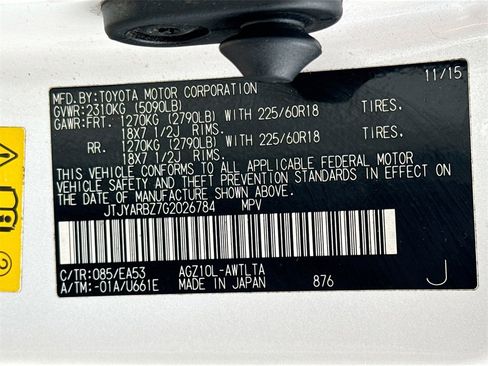 MFD.BY:TOYOTA MOTOR CORPORATION 11/15
GVWR:2310KG (5090LB)
GAWR:FRT. 1270KG (2790LB) WITH 225/60R18 TIRES.
18X7 1/2J RIMS.
RR. 1270KG (2790LB) WITH 225/60R18 TIRES.
18X7 1/2J RIMS.
THIS VEHICLE CONFORMS TO ALL APPLICABLE FEDERAL MOTOR
VEHICLE SAFETY AND THEFT PREVENTION STANDARDS IN EFFECT ON
THE DATE OF MANUFACTURE SHOWN ABOVE.
JTJYARBZ7G2026784 MPV
C/TR:085/EA53 AGZ10L-AWTLTA
A/TM:-01A/U661E MADE IN JAPAN 876 J
2